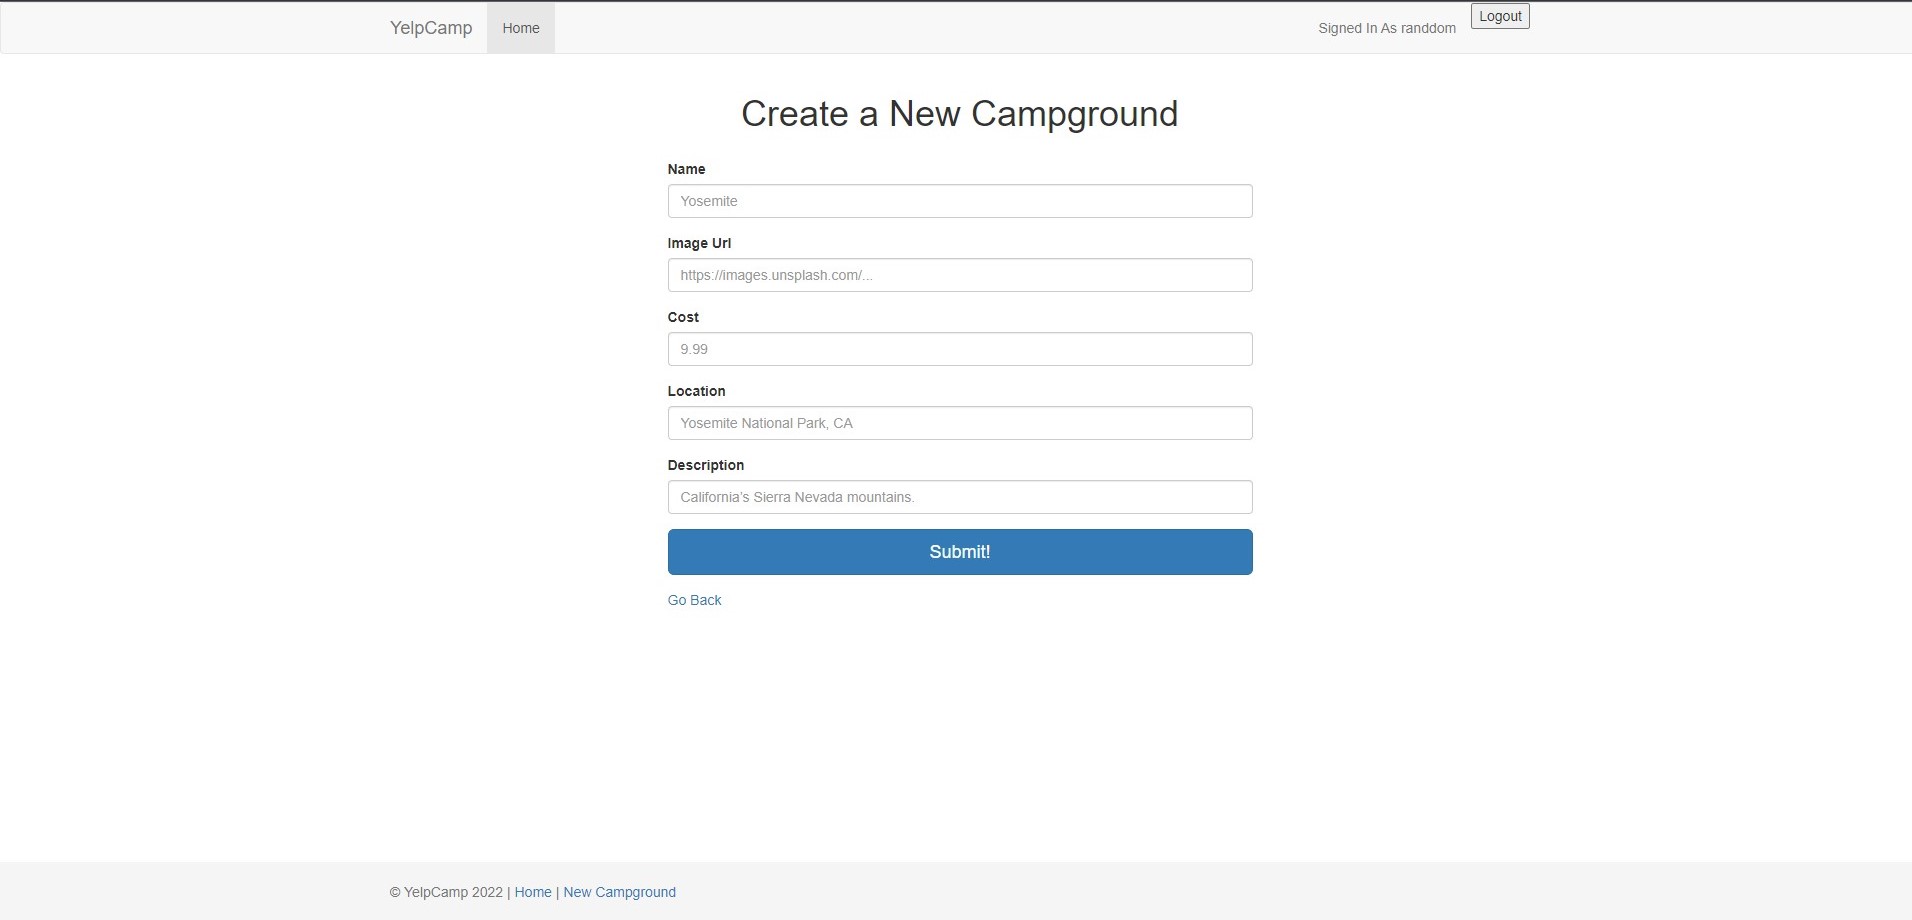 YelpCamp Home Signed In As randdom Logout
Create a New Campground
Name
Yosemite
Image Url
https://images.unsplash.com/...
Cost
9.99
Location
Yosemite National Park, CA
Description
California's Sierra Nevada mountains.
Submit!
Go Back
© YelpCamp 2022 | Home | New Campground